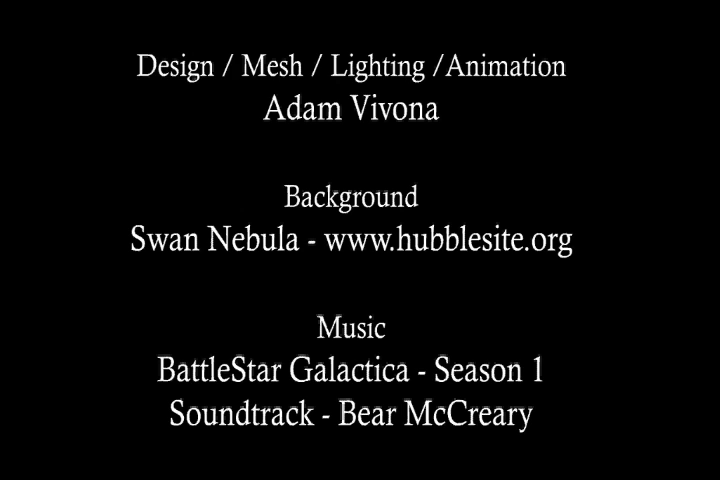 Design / Mesh / Lighting /Animation
Adam Vivona
Background
Swan Nebula - www.hubblesite.org
Music
BattleStar Galactica - Season 1
Soundtrack - Bear McCreary